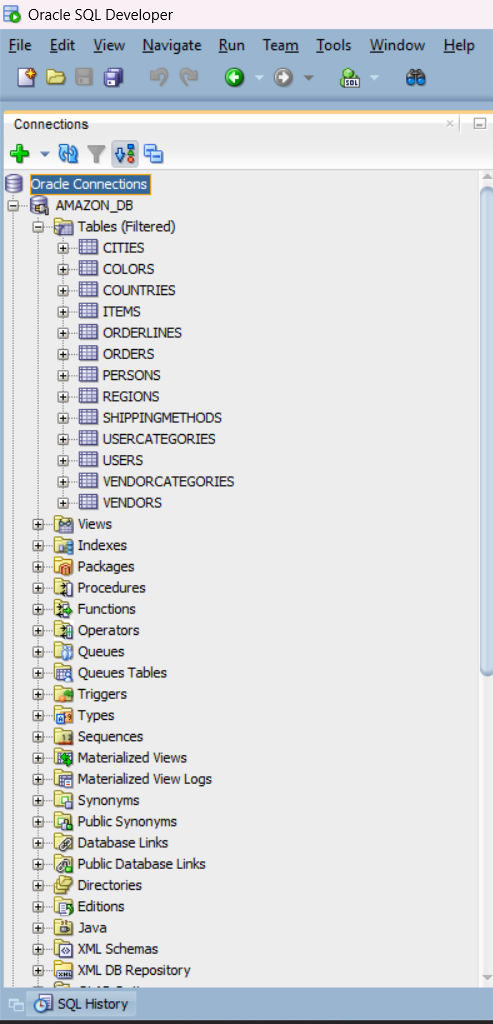 Oracle SQL Developer
File Edit View Navigate Run Team Tools Window Help
SQL
Connections
Oracle Connections
AMAZON_DB
Tables (Filtered)
CITIES
COLORS
COUNTRIES
ITEMS
ORDERLINES
ORDERS
PERSONS
REGIONS
SHIPPINGMETHODS
USERCATEGORIES
USERS
VENDORCATEGORIES
VENDORS
Views
Indexes
Packages
Procedures
Functions
Operators
Queues
Queues Tables
Triggers
Types
Sequences
Materialized Views
Materialized View Logs
Synonyms
Public Synonyms
Database Links
Public Database Links
Directories
Editions
Java
XML Schemas
XML DB Repository
SQL History